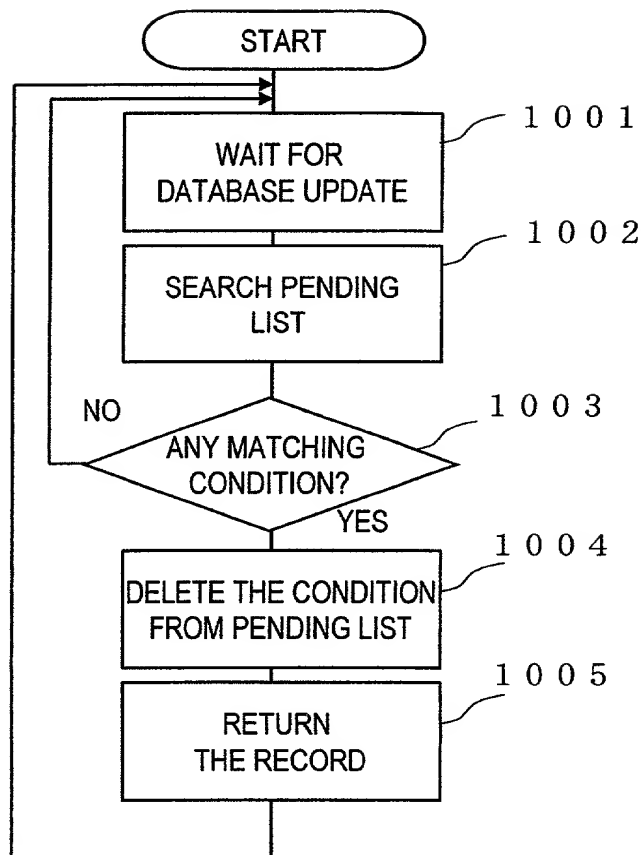 START
1001
WAIT FOR
DATABASE UPDATE
1002
SEARCH PENDING
LIST
NO
1003
ANY MATCHING
CONDITION?
YES
1004
DELETE THE CONDITION
FROM PENDING LIST
1005
RETURN
THE RECORD